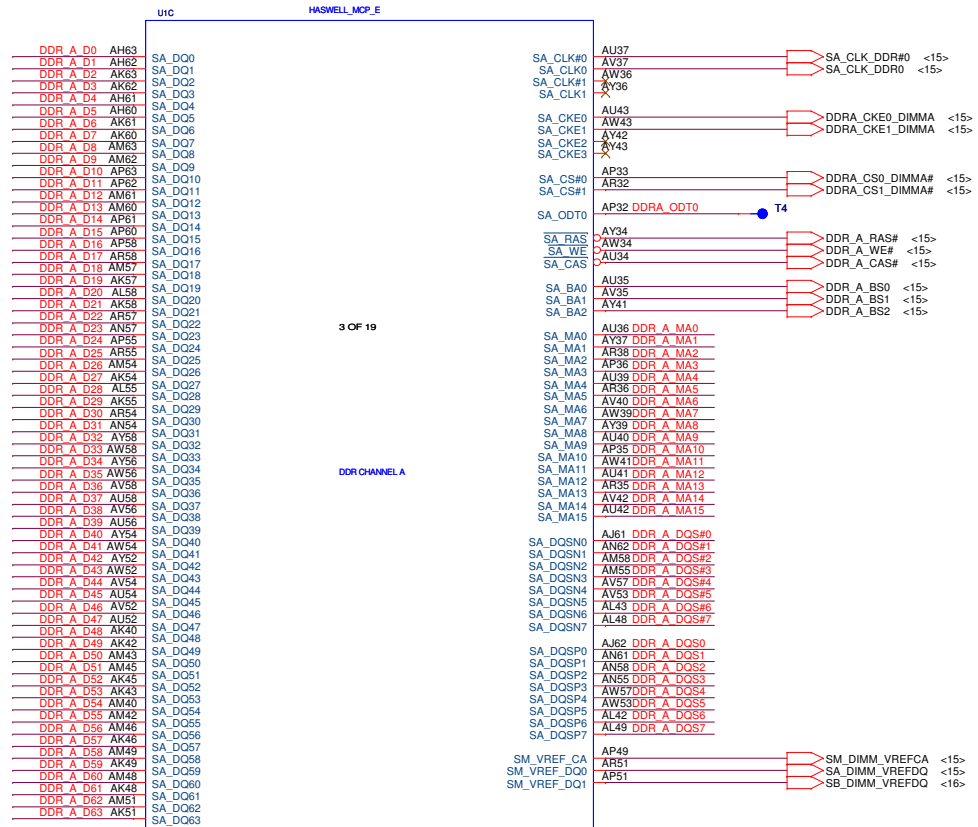 U1C
HASWELL_MCP_E
DDR_A_D0 AH63 SA_DQ0
DDR_A_D1 AH62 SA_DQ1
DDR_A_D2 AK63 SA_DQ2
DDR_A_D3 AK62 SA_DQ3
DDR_A_D4 AH61 SA_DQ4
DDR_A_D5 AH60 SA_DQ5
DDR_A_D6 AK61 SA_DQ6
DDR_A_D7 AK60 SA_DQ7
DDR_A_D8 AM63 SA_DQ8
DDR_A_D9 AM62 SA_DQ9
DDR_A_D10 AP63 SA_DQ10
DDR_A_D11 AP62 SA_DQ11
DDR_A_D12 AM61 SA_DQ12
DDR_A_D13 AM60 SA_DQ13
DDR_A_D14 AP61 SA_DQ14
DDR_A_D15 AP60 SA_DQ15
DDR_A_D16 AP58 SA_DQ16
DDR_A_D17 AR58 SA_DQ17
DDR_A_D18 AM57 SA_DQ18
DDR_A_D19 AK57 SA_DQ19
DDR_A_D20 AL58 SA_DQ20
DDR_A_D21 AK58 SA_DQ21
DDR_A_D22 AR57 SA_DQ22
DDR_A_D23 AN57 SA_DQ23
DDR_A_D24 AP55 SA_DQ24
DDR_A_D25 AR55 SA_DQ25
DDR_A_D26 AM54 SA_DQ26
DDR_A_D27 AK54 SA_DQ27
DDR_A_D28 AL55 SA_DQ28
DDR_A_D29 AK55 SA_DQ29
DDR_A_D30 AR54 SA_DQ30
DDR_A_D31 AN54 SA_DQ31
DDR_A_D32 AY58 SA_DQ32
DDR_A_D33 AW58 SA_DQ33
DDR_A_D34 AY56 SA_DQ34
DDR_A_D35 AW56 SA_DQ35
DDR_A_D36 AV58 SA_DQ36
DDR_A_D37 AU58 SA_DQ37
DDR_A_D38 AV56 SA_DQ38
DDR_A_D39 AU56 SA_DQ39
DDR_A_D40 AY54 SA_DQ40
DDR_A_D41 AW54 SA_DQ41
DDR_A_D42 AY52 SA_DQ42
DDR_A_D43 AW52 SA_DQ43
DDR_A_D44 AV54 SA_DQ44
DDR_A_D45 AU54 SA_DQ45
DDR_A_D46 AV52 SA_DQ46
DDR_A_D47 AU52 SA_DQ47
DDR_A_D48 AK40 SA_DQ48
DDR_A_D49 AK42 SA_DQ49
DDR_A_D50 AM43 SA_DQ50
DDR_A_D51 AM45 SA_DQ51
DDR_A_D52 AK45 SA_DQ52
DDR_A_D53 AK43 SA_DQ53
DDR_A_D54 AM40 SA_DQ54
DDR_A_D55 AM42 SA_DQ55
DDR_A_D56 AM46 SA_DQ56
DDR_A_D57 AK46 SA_DQ57
DDR_A_D58 AM49 SA_DQ58
DDR_A_D59 AK49 SA_DQ59
DDR_A_D60 AM48 SA_DQ60
DDR_A_D61 AK48 SA_DQ61
DDR_A_D62 AM51 SA_DQ62
DDR_A_D63 AK51 SA_DQ63
3 OF 19
DDR CHANNEL A
SA_CLK#0 AU37 SA_CLK_DDR#0 <15>
SA_CLK0 AV37 SA_CLK_DDR0 <15>
SA_CLK#1 AW36
SA_CLK1 AY36
SA_CKE0 AU43 DDRA_CKE0_DIMMA <15>
SA_CKE1 AW43 DDRA_CKE1_DIMMA <15>
SA_CKE2 AY42
SA_CKE3 AY43
SA_CS#0 AP33 DDRA_CS0_DIMMA# <15>
SA_CS#1 AR32 DDRA_CS1_DIMMA# <15>
SA_ODT0 AP32 DDRA_ODT0 T4
SA_RAS AY34 DDR_A_RAS# <15>
SA_WE AW34 DDR_A_WE# <15>
SA_CAS AU34 DDR_A_CAS# <15>
SA_BA0 AU35 DDR_A_BS0 <15>
SA_BA1 AV35 DDR_A_BS1 <15>
SA_BA2 AY41 DDR_A_BS2 <15>
SA_MA0 AU36 DDR_A_MA0
SA_MA1 AY37 DDR_A_MA1
SA_MA2 AR38 DDR_A_MA2
SA_MA3 AP36 DDR_A_MA3
SA_MA4 AU39 DDR_A_MA4
SA_MA5 AR36 DDR_A_MA5
SA_MA6 AV40 DDR_A_MA6
SA_MA7 AW39 DDR_A_MA7
SA_MA8 AY39 DDR_A_MA8
SA_MA9 AU40 DDR_A_MA9
SA_MA10 AP35 DDR_A_MA10
SA_MA11 AW41 DDR_A_MA11
SA_MA12 AU41 DDR_A_MA12
SA_MA13 AR35 DDR_A_MA13
SA_MA14 AV42 DDR_A_MA14
SA_MA15 AU42 DDR_A_MA15
SA_DQSN0 AJ61 DDR_A_DQS#0
SA_DQSN1 AN62 DDR_A_DQS#1
SA_DQSN2 AM58 DDR_A_DQS#2
SA_DQSN3 AM55 DDR_A_DQS#3
SA_DQSN4 AV57 DDR_A_DQS#4
SA_DQSN5 AV53 DDR_A_DQS#5
SA_DQSN6 AL43 DDR_A_DQS#6
SA_DQSN7 AL48 DDR_A_DQS#7
SA_DQSP0 AJ62 DDR_A_DQS0
SA_DQSP1 AN61 DDR_A_DQS1
SA_DQSP2 AN58 DDR_A_DQS2
SA_DQSP3 AN55 DDR_A_DQS3
SA_DQSP4 AW57 DDR_A_DQS4
SA_DQSP5 AW53 DDR_A_DQS5
SA_DQSP6 AL42 DDR_A_DQS6
SA_DQSP7 AL49 DDR_A_DQS7
SM_VREF_CA AP49 SM_DIMM_VREFCA <15>
SM_VREF_DQ0 AR51 SA_DIMM_VREFDQ <15>
SM_VREF_DQ1 AP51 SB_DIMM_VREFDQ <16>